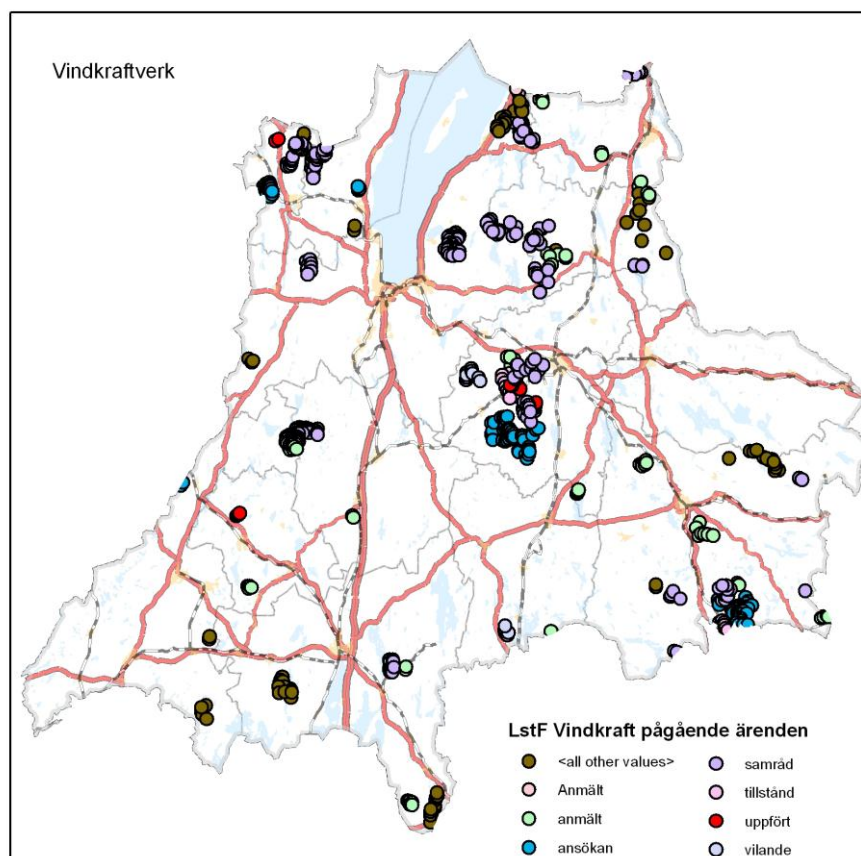 Vindkraftverk
LstF Vindkraft pågående ärenden
<all other values>
Anmält
anmält
ansökan
samråd
tillstånd
uppfört
vilande